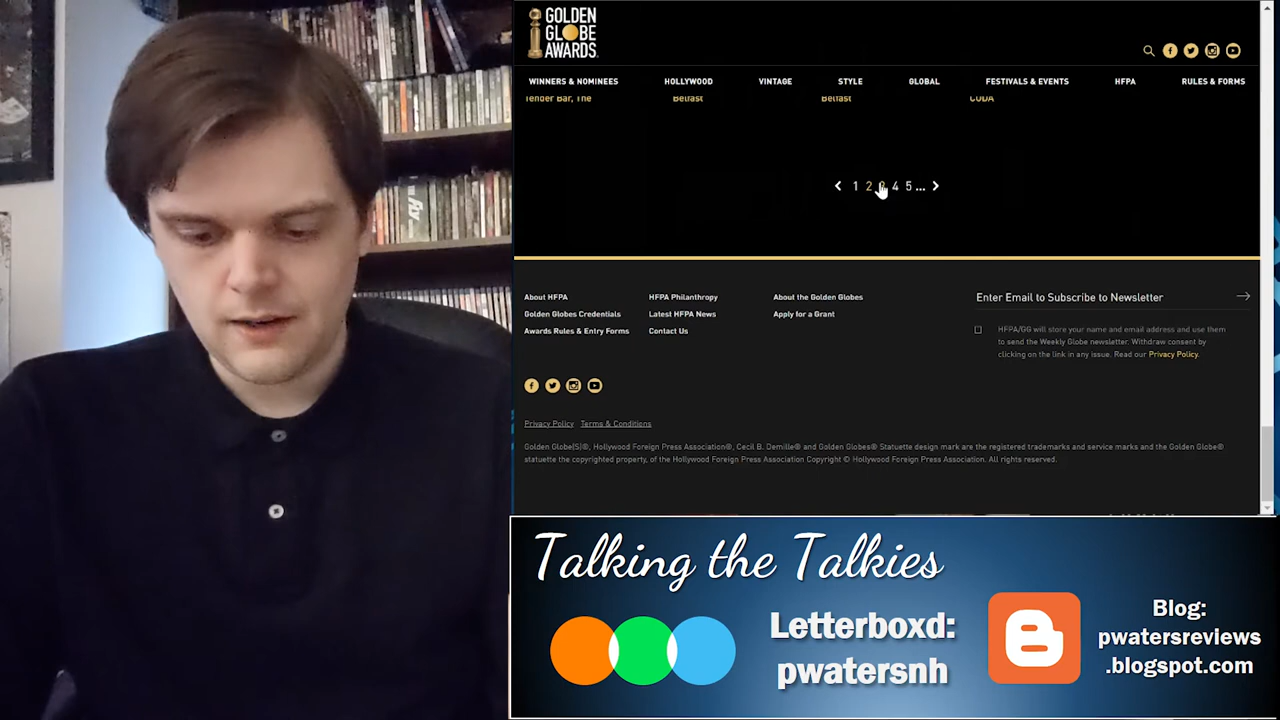 GOLDEN
GLOBE
AWARDS
WINNERS & NOMINEES HOLLYWOOD VINTAGE STYLE GLOBAL FESTIVALS & EVENTS HFPA RULES & FORMS
Tender Bar, The Belfast Belfast CODA
1 2 3 4 5 ...
About HFPA HFPA Philanthropy About the Golden Globes
Golden Globes Credentials Latest HFPA News Apply for a Grant
Awards Rules & Entry Forms Contact Us
Enter Email to Subscribe to Newsletter
HFPA/GG will store your name and email address and use them
to send the Weekly Globe newsletter. Withdraw consent by
clicking on the link in any issue. Read our Privacy Policy.
Privacy Policy Terms & Conditions
Golden Globe(S)®, Hollywood Foreign Press Association®, Cecil B. Demille® and Golden Globes® Statuette design mark are the registered trademarks and service marks and the Golden Globe®
statuette the copyrighted property, of the Hollywood Foreign Press Association Copyright © Hollywood Foreign Press Association. All rights reserved.
Talking the Talkies
Letterboxd:
pwatersnh
Blog:
pwatersreviews
.blogspot.com